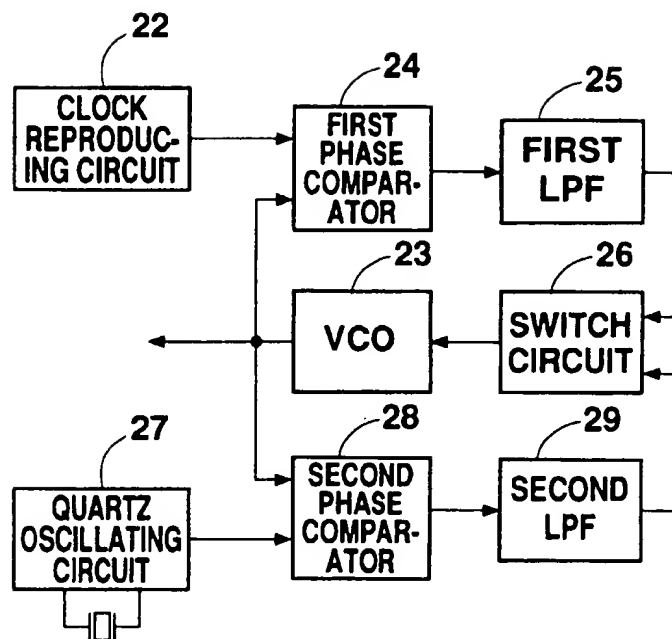 22
CLOCK
REPRODUC-
ING CIRCUIT
24
FIRST
PHASE
COMPAR-
ATOR
25
FIRST
LPF
23
VCO
26
SWITCH
CIRCUIT
27
QUARTZ
OSCILLATING
CIRCUIT
28
SECOND
PHASE
COMPAR-
ATOR
29
SECOND
LPF